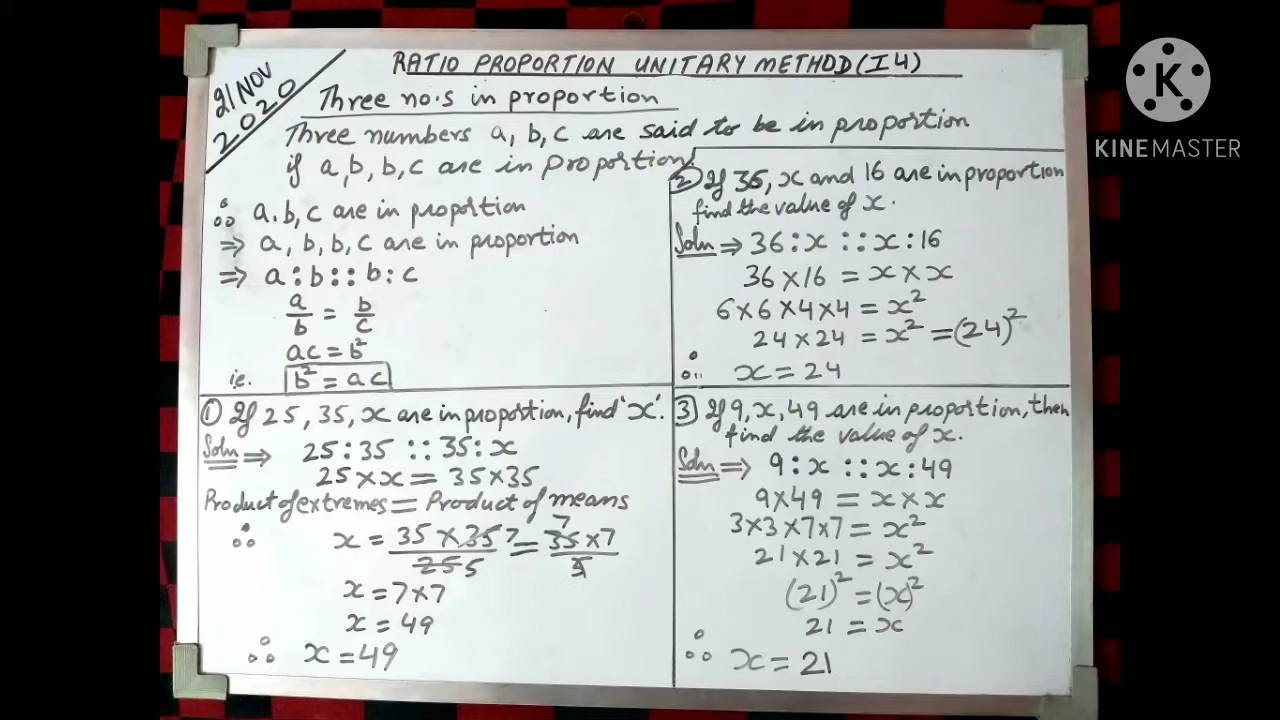 21 NOV
2020
RATIO PROPORTION UNITARY METHOD (I4)
Three no.s in proportion
Three numbers a, b, c are said to be in proportion
if a, b, b, c are in proportion
∵ a, b, c are in proportion
⇒ a, b, b, c are in proportion
⇒ a : b :: b : c
a/b = b/c
ac = b²
i.e. b² = ac
① If 25, 35, x are in proportion, find 'x'.
Soln ⇒ 25 : 35 :: 35 : x
25 × x = 35 × 35
Product of extremes = Product of means
∴ x = 35 × 35 7 / 25 5 = 35 7 × 7 / 5
x = 7 × 7
x = 49
∴ x = 49
② If 36, x and 16 are in proportion
find the value of x.
Soln ⇒ 36 : x :: x : 16
36 × 16 = x × x
6 × 6 × 4 × 4 = x²
24 × 24 = x² = (24)²
∴ x = 24
3 If 9, x, 49 are in proportion, then
find the value of x.
Soln ⇒ 9 : x :: x : 49
9 × 49 = x × x
3 × 3 × 7 × 7 = x²
21 × 21 = x²
(21)² = (x)²
21 = x
∴ x = 21
K
KINEMASTER